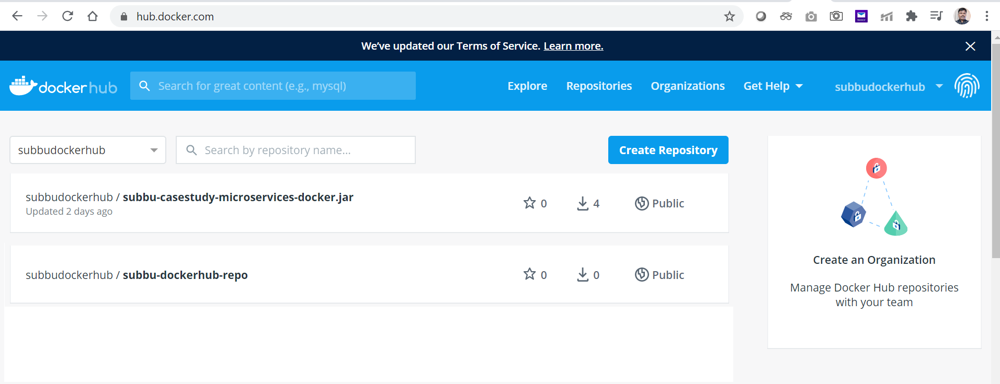 hub.docker.com
We've updated our Terms of Service. Learn more.
docker hub
Search for great content (e.g., mysql)
Explore
Repositories
Organizations
Get Help
subbudockerhub
subbudockerhub
Search by repository name...
Create Repository
subbudockerhub / subbu-casestudy-microservices-docker.jar
Updated 2 days ago
0
4
Public
subbudockerhub / subbu-dockerhub-repo
0
0
Public
Create an Organization
Manage Docker Hub repositories
with your team